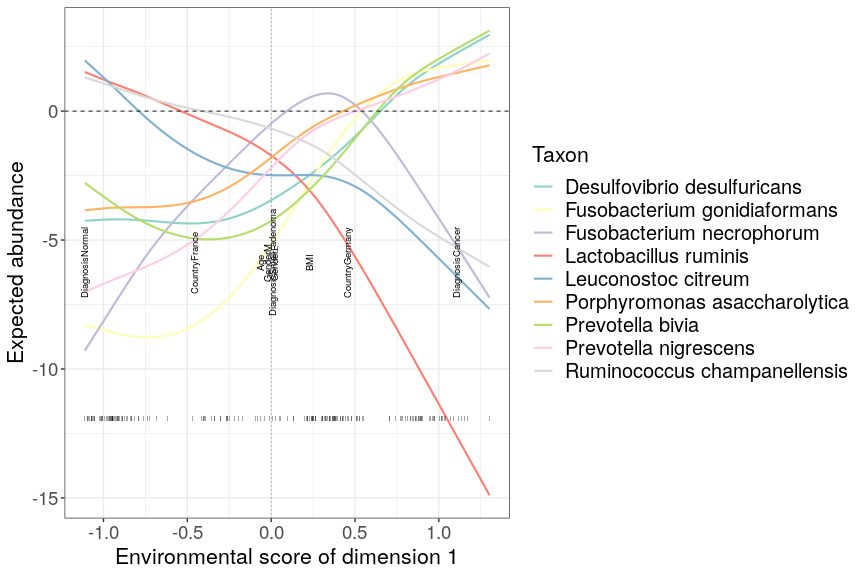 Expected abundance
0
-5
-10
-15
-1.0
-0.5
0.0
0.5
1.0
Environmental score of dimension 1
DiagnosisNormal
CountryFrance
Age
BMI
CountryGermany
DiagnosisCancer
Taxon
Desulfovibrio desulfuricans
Fusobacterium gonidiaformans
Fusobacterium necrophorum
Lactobacillus ruminis
Leuconostoc citreum
Porphyromonas asaccharolytica
Prevotella bivia
Prevotella nigrescens
Ruminococcus champanellensis